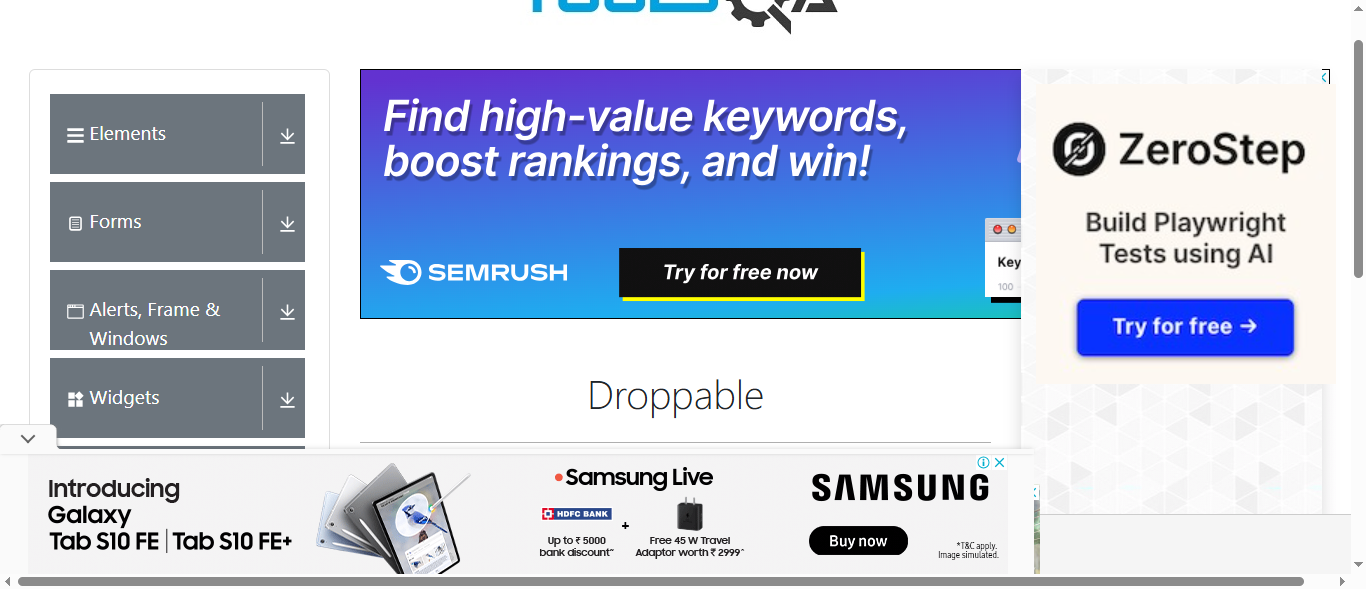 Elements
Forms
Alerts, Frame &
Windows
Widgets
Find high-value keywords,
boost rankings, and win!
SEMRUSH
Try for free now
Key
100
ZeroStep
Build Playwright
Tests using AI
Try for free →
Droppable
Introducing
Galaxy
Tab S10 FE | Tab S10 FE+
Samsung Live
HDFC BANK
+
Up to ₹ 5000
bank discount~
Free 45 W Travel
Adaptor worth ₹ 2999^
SAMSUNG
Buy now
*T&C apply.
Image simulated.